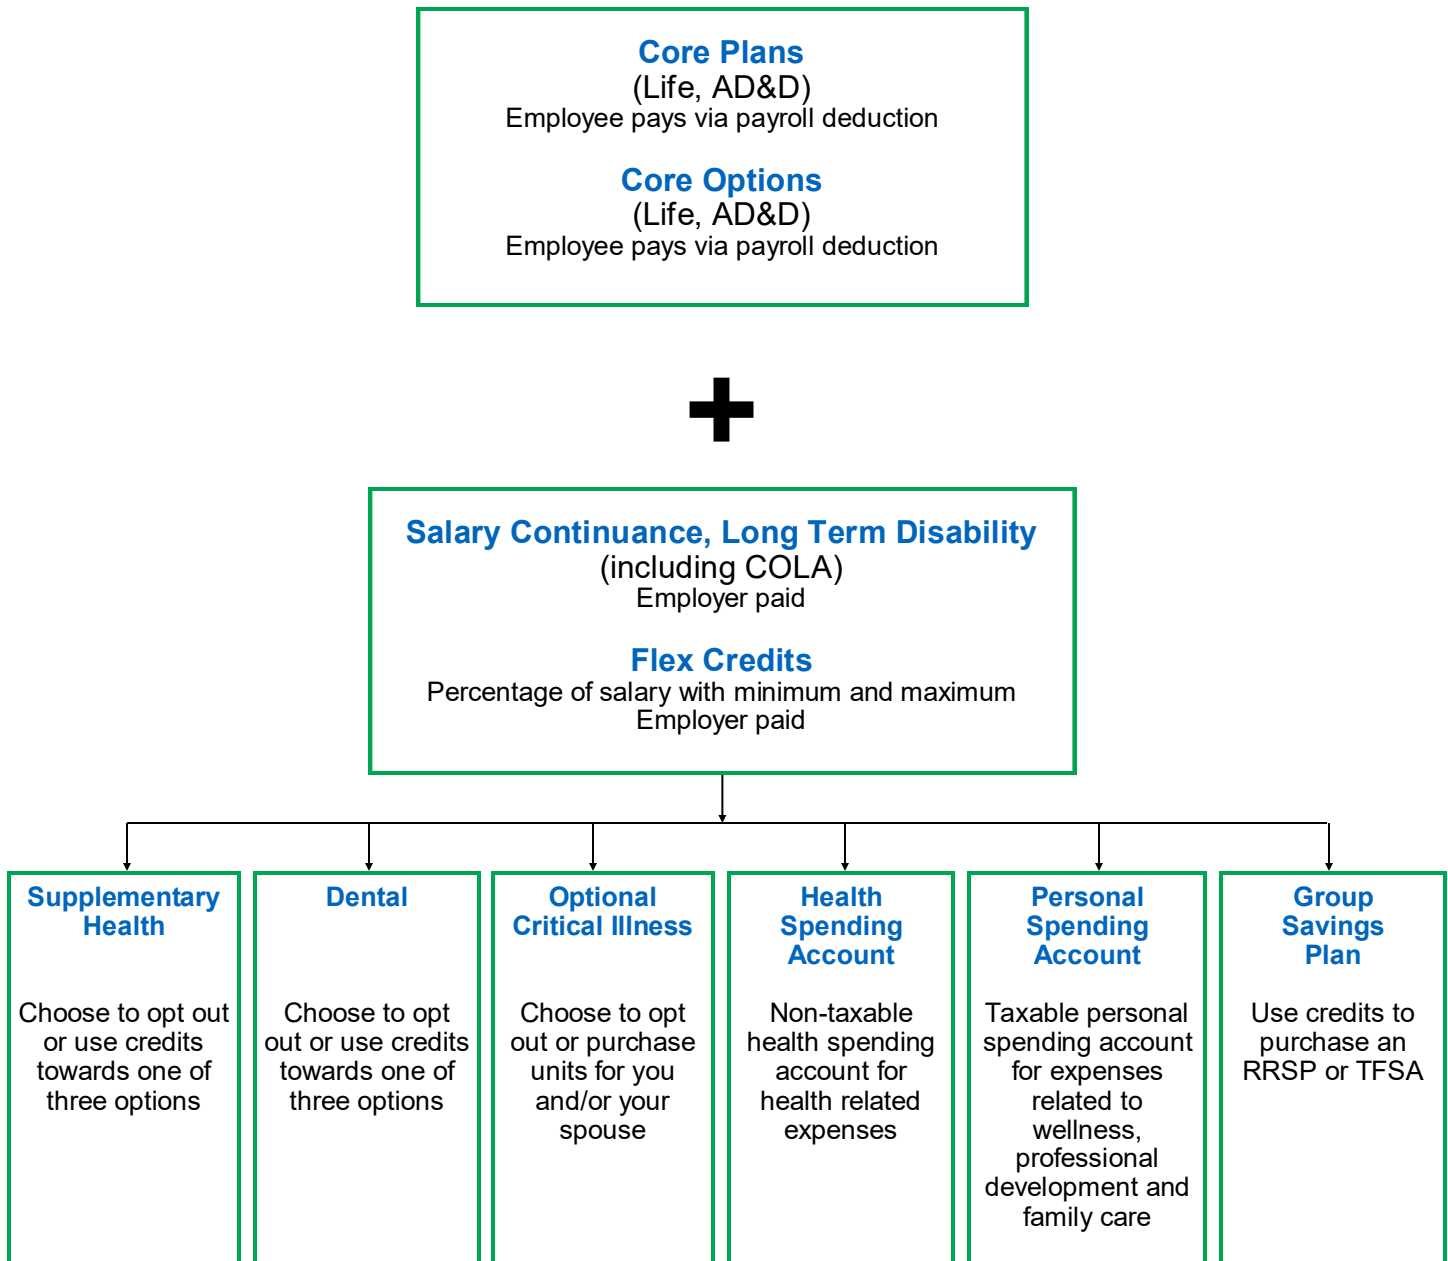 Core Plans
(Life, AD&D)
Employee pays via payroll deduction
Core Options
(Life, AD&D)
Employee pays via payroll deduction
Salary Continuance, Long Term Disability
(including COLA)
Employer paid
Flex Credits
Percentage of salary with minimum and maximum
Employer paid
Supplementary
Health
Choose to opt out
or use credits
towards one of
three options
Dental
Choose to opt
out or use credits
towards one of
three options
Optional
Critical Illness
Choose to opt
out or purchase
units for you
and/or your
spouse
Health
Spending
Account
Non-taxable
health spending
account for
health related
expenses
Personal
Spending
Account
Taxable personal
spending account
for expenses
related to
wellness,
professional
development and
family care
Group
Savings
Plan
Use credits to
purchase an
RRSP or TFSA